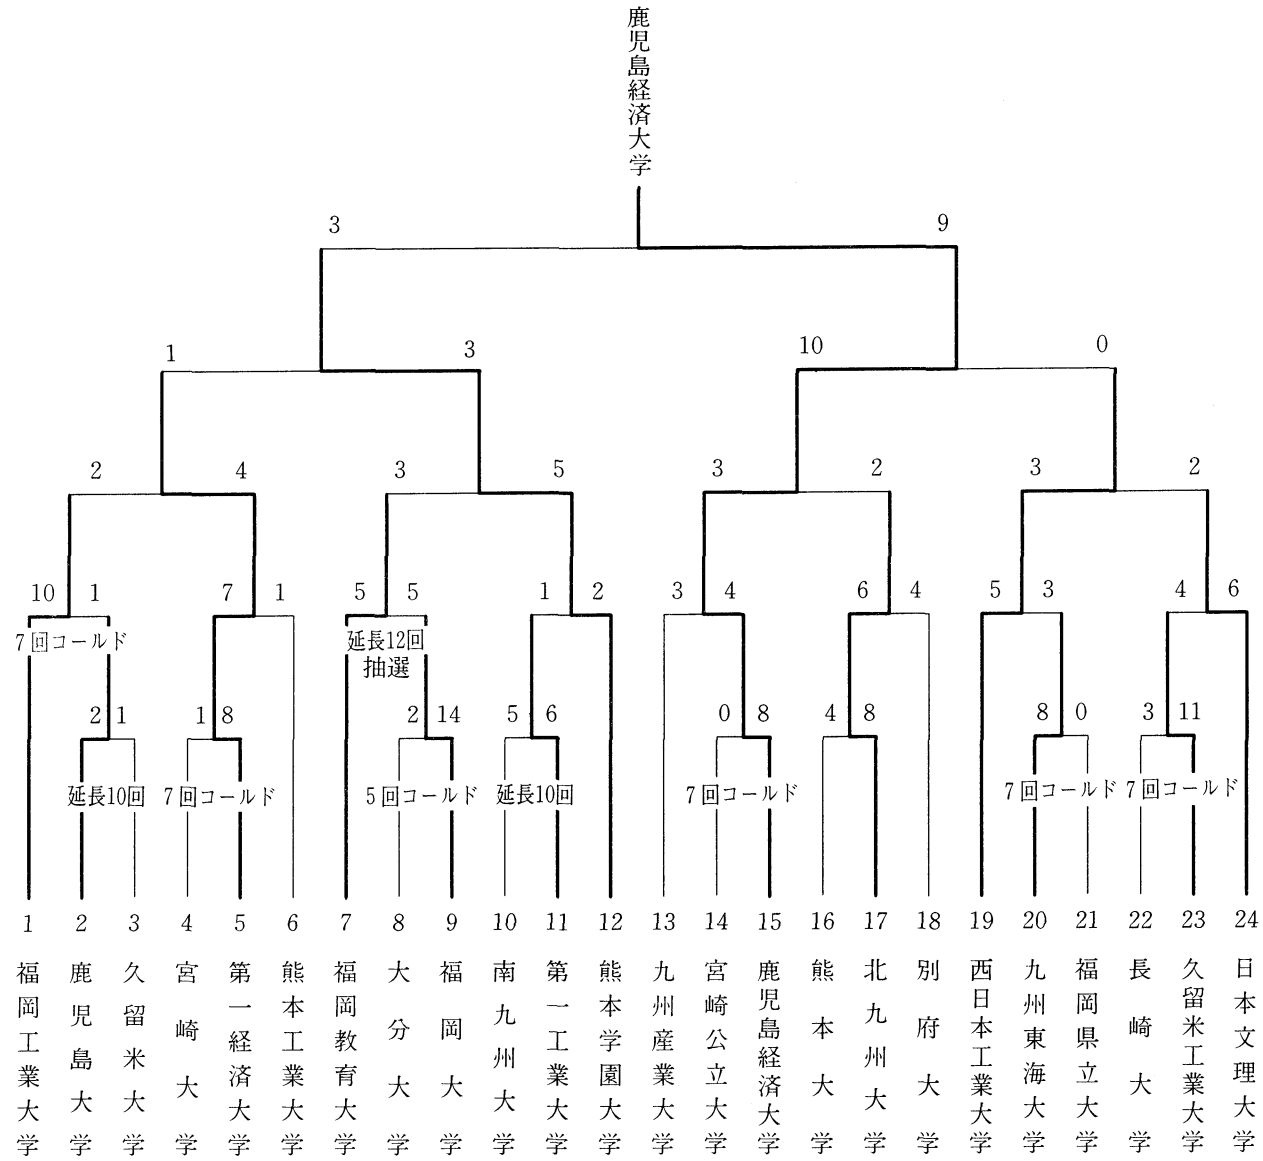 鹿児島経済大学
3 9
1 3 10 0
2 4 3 5 3 2 3 2
10 1 7 1 5 5 1 2 3 4 6 4 5 3 4 6
7回コールド 延長12回
抽選
2 1 1 8 2 14 5 6 0 8 4 8 8 0 3 11
延長10回 7回コールド 5回コールド 延長10回 7回コールド 7回コールド 7回コールド
1 2 3 4 5 6 7 8 9 10 11 12 13 14 15 16 17 18 19 20 21 22 23 24
福岡工業大学
鹿児島大学
久留米大学
宮崎大学
第一経済大学
熊本工業大学
福岡教育大学
大分大学
福岡大学
南九州大学
第一工業大学
熊本学園大学
九州産業大学
宮崎公立大学
鹿児島経済大学
熊本大学
北九州大学
別府大学
西日本工業大学
九州東海大学
福岡県立大学
長崎大学
久留米工業大学
日本文理大学